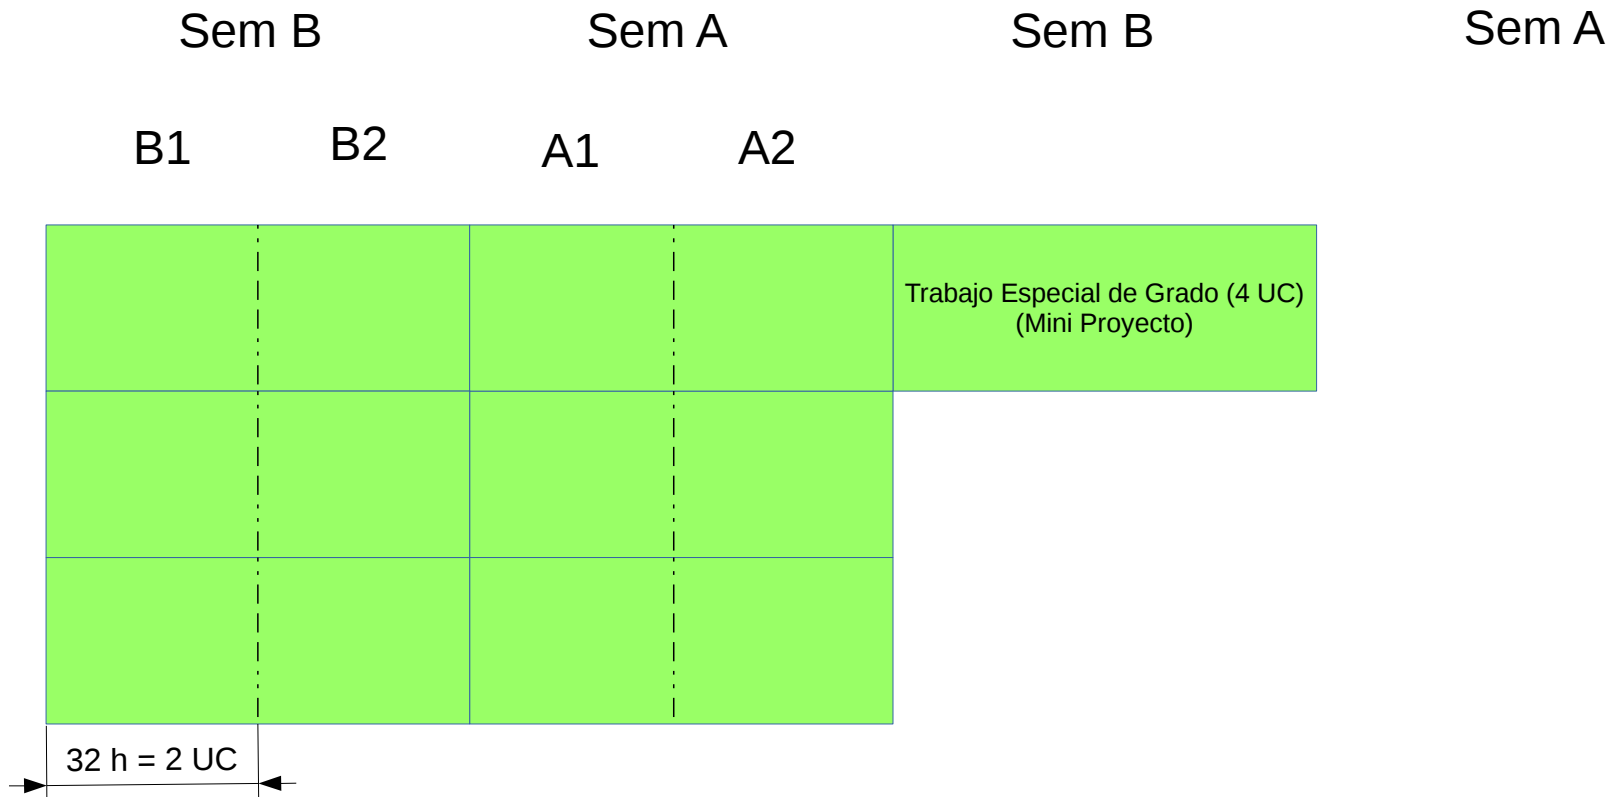 Sem B
Sem A
Sem B
Sem A
B1
B2
A1
A2
Trabajo Especial de Grado (4 UC)
(Mini Proyecto)
32 h = 2 UC